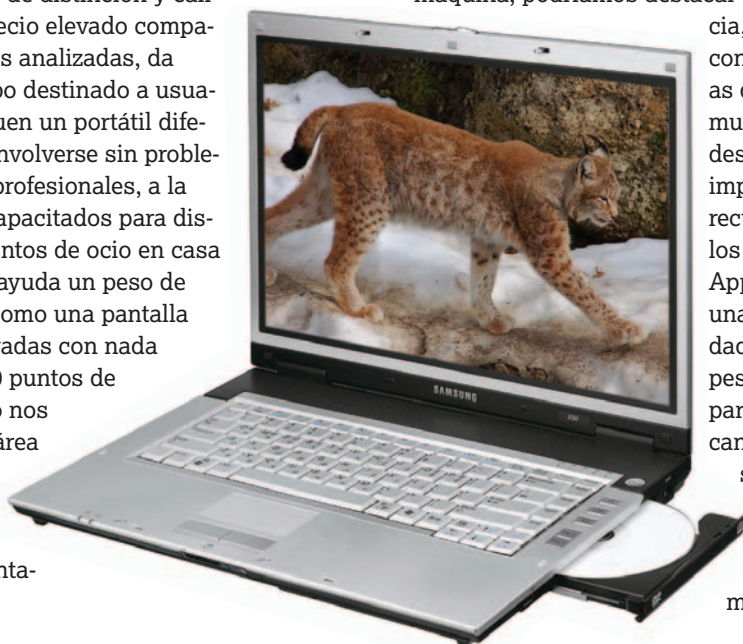 de distinción y cali-
ecio elevado compa-
s analizadas, da
po destinado a usua-
uen un portátil dife-
nvolverse sin proble-
profesionales, a la
apacitados para dis-
ntos de ocio en casa
ayuda un peso de
omo una pantalla
adas con nada
0 puntos de
o nos
área
nta-
máquina, podríamos destacar
cia,
con
as
mu
des
imp
recu
los
App
una
dad
pes
par
can
s
m
SAMSUNG